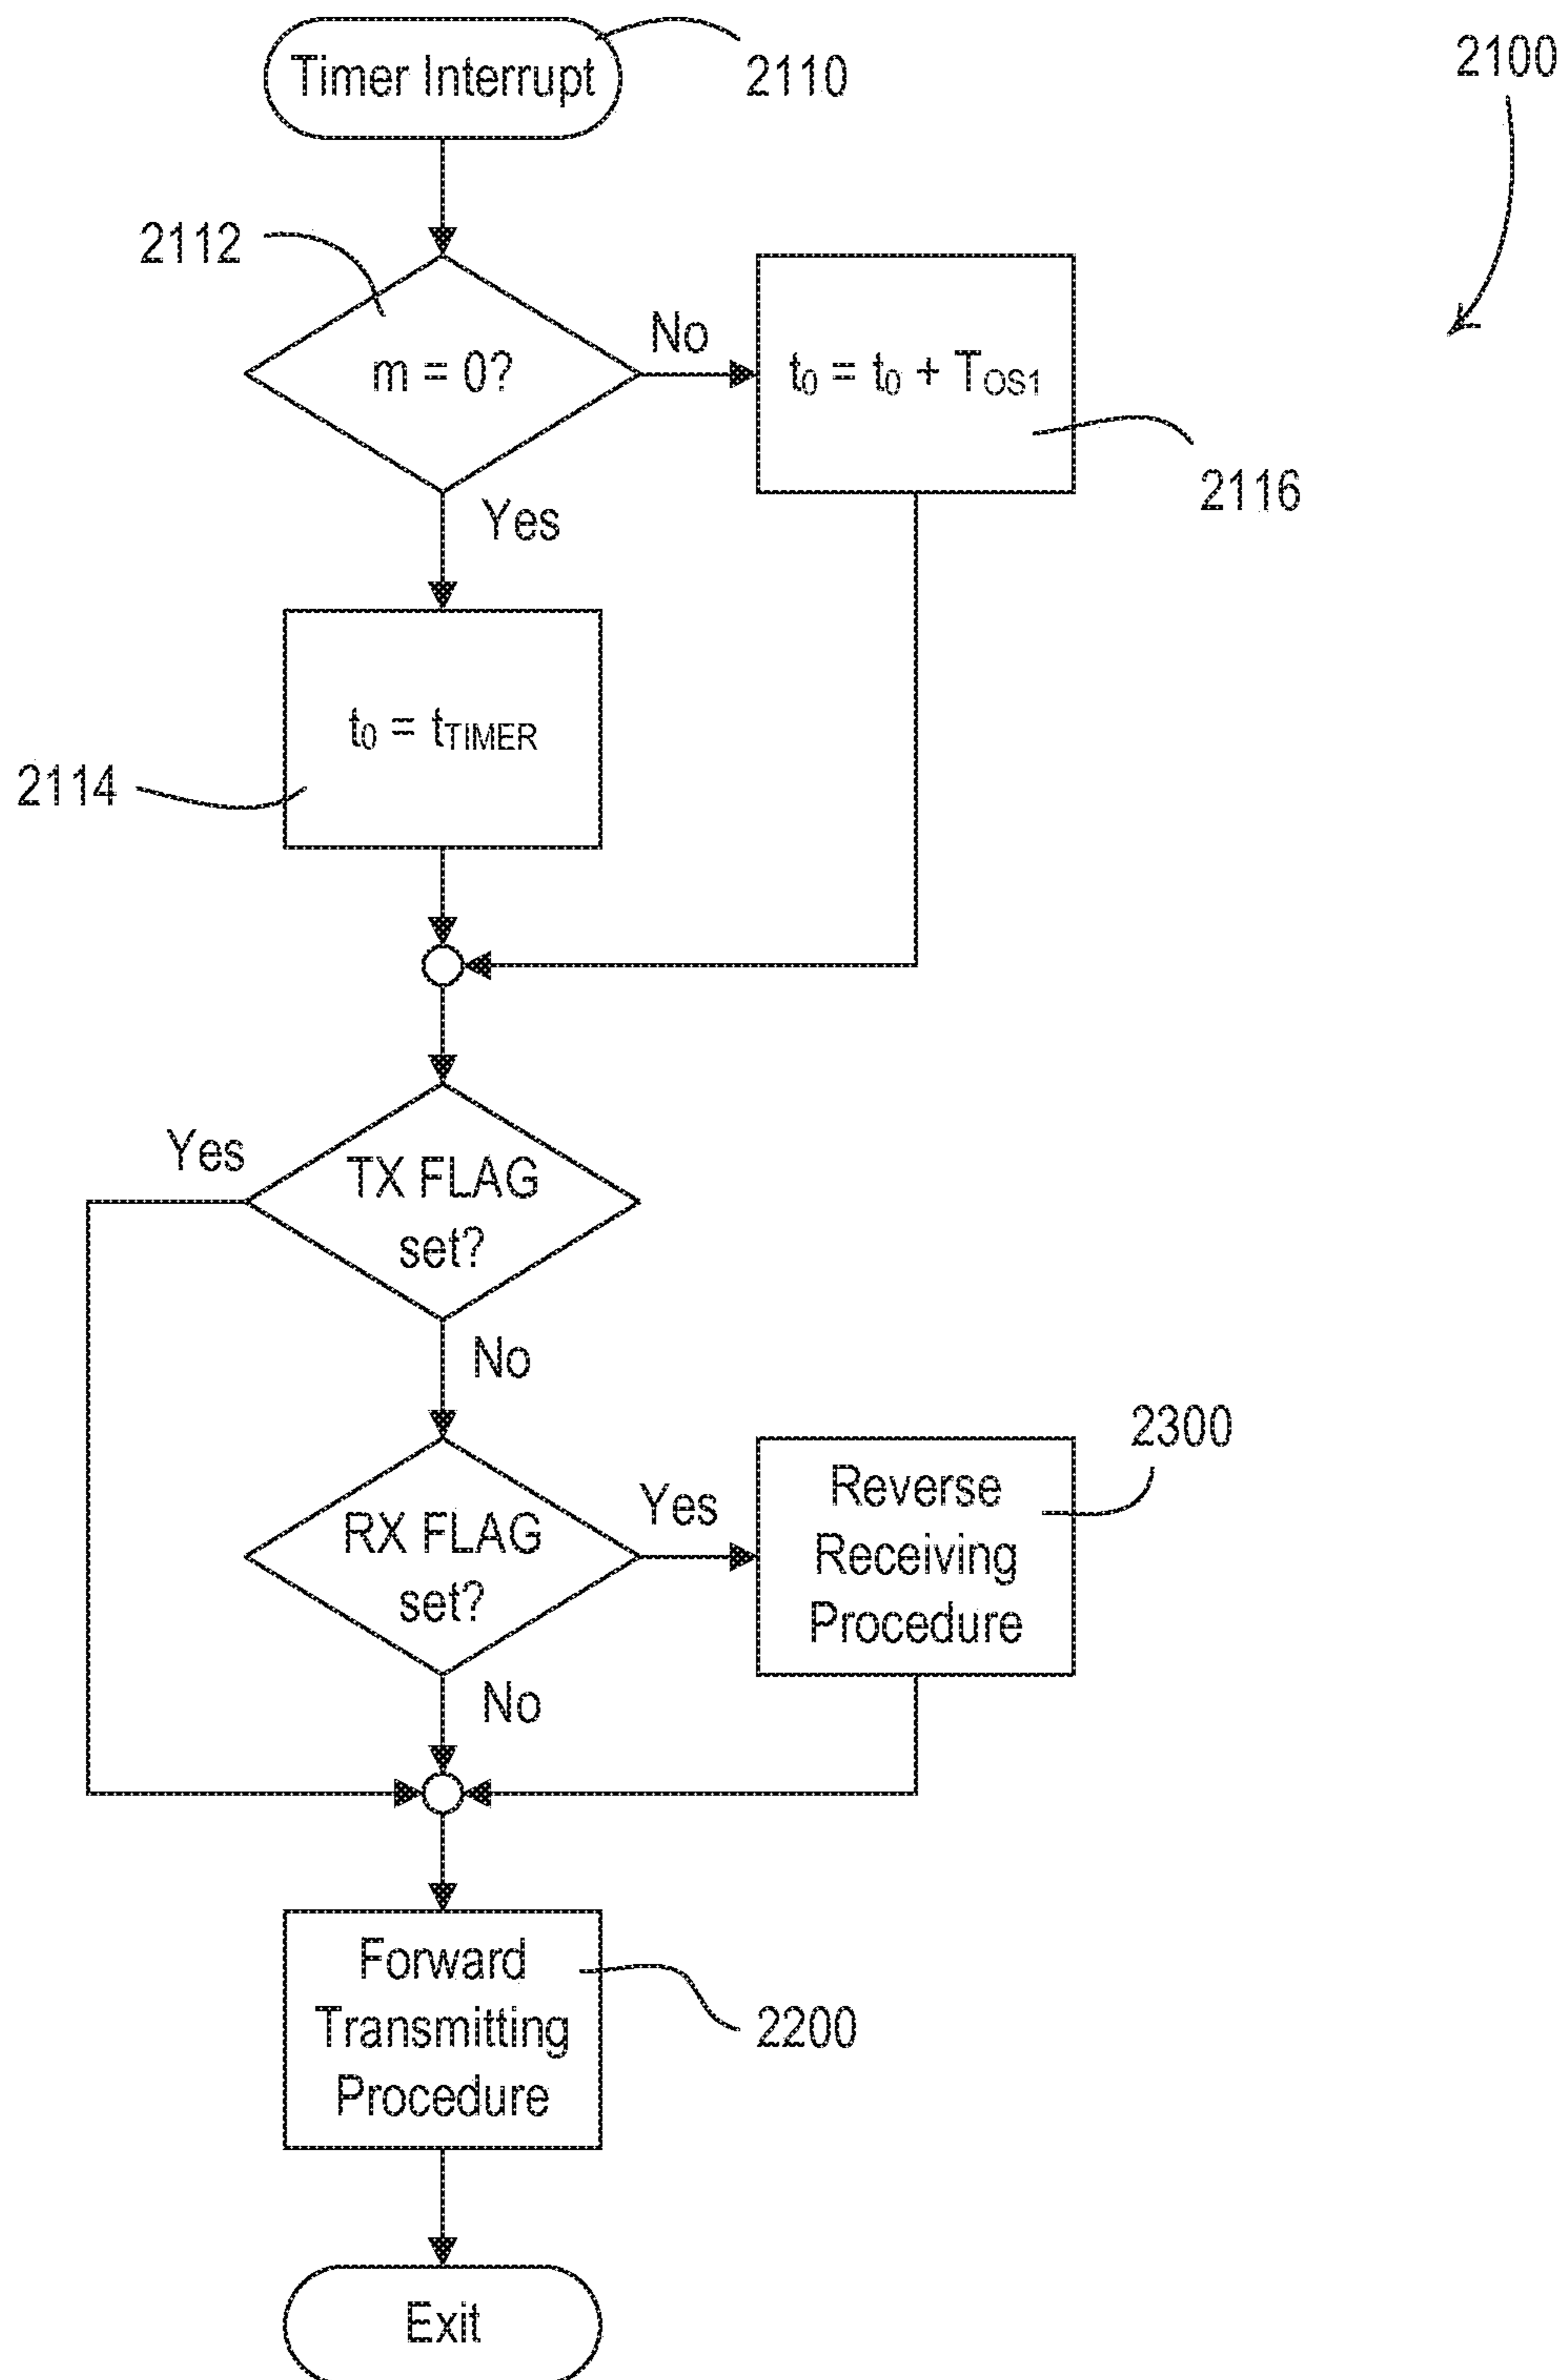 Timer Interrupt
2110
2100
2112
m = 0?
No
t₀ = t₀ + TOS1
2116
Yes
t₀ = tTIMER
2114
Yes
TX FLAG
set?
No
2300
RX FLAG
set?
Yes
Reverse
Receiving
Procedure
No
Forward
Transmitting
Procedure
2200
Exit